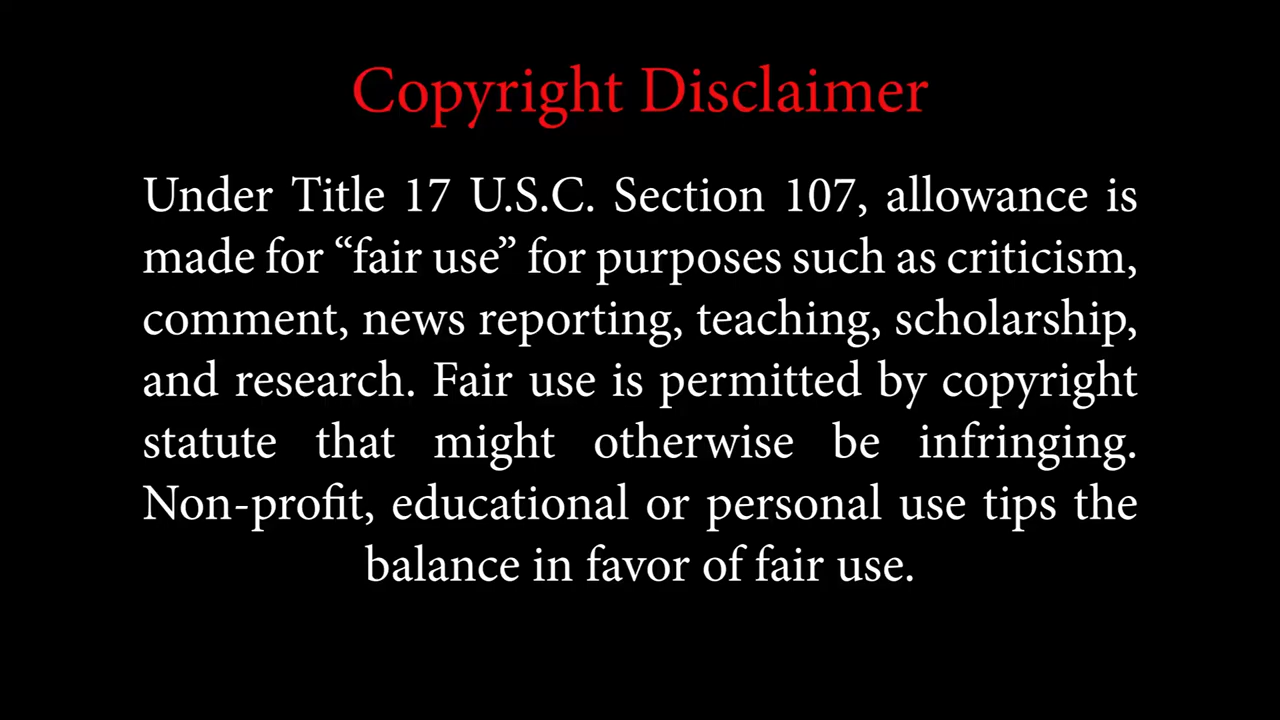 Copyright Disclaimer
Under Title 17 U.S.C. Section 107, allowance is
made for “fair use” for purposes such as criticism,
comment, news reporting, teaching, scholarship,
and research. Fair use is permitted by copyright
statute that might otherwise be infringing.
Non-profit, educational or personal use tips the
balance in favor of fair use.